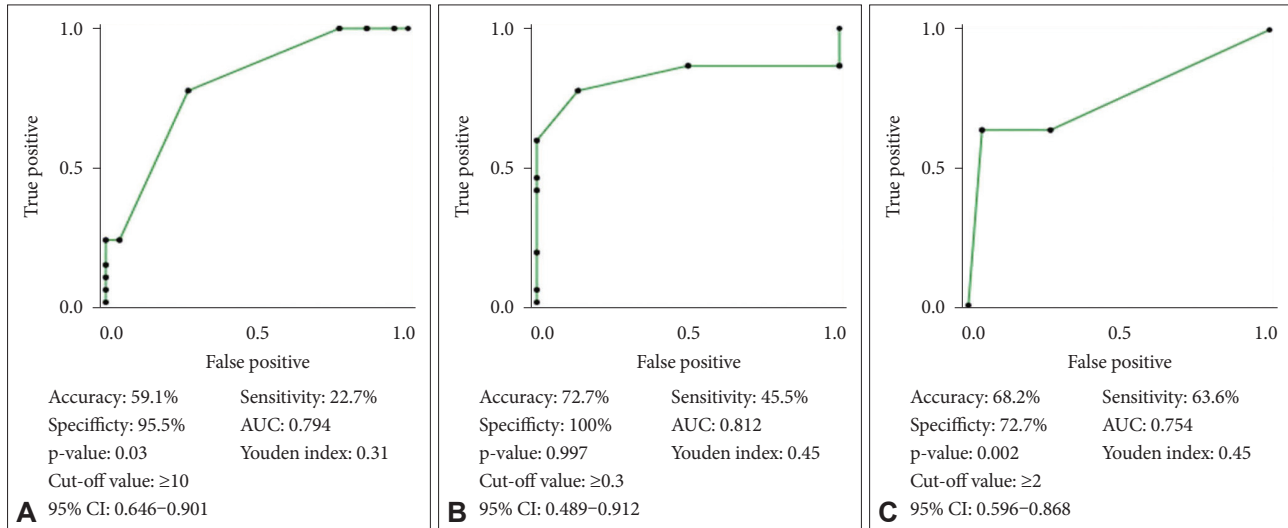 1.0
0.5
0.0
True positive
0.0 0.5 1.0
False positive
Accuracy: 59.1% Sensitivity: 22.7%
Specifficty: 95.5% AUC: 0.794
p-value: 0.03 Youden index: 0.31
Cut-off value: ≥10
A 95% CI: 0.646−0.901
1.0
0.5
0.0
True positive
0.0 0.5 1.0
False positive
Accuracy: 72.7% Sensitivity: 45.5%
Specifficty: 100% AUC: 0.812
p-value: 0.997 Youden index: 0.45
Cut-off value: ≥0.3
B 95% CI: 0.489−0.912
1.0
0.5
0.0
True positive
0.0 0.5 1.0
False positive
Accuracy: 68.2% Sensitivity: 63.6%
Specifficty: 72.7% AUC: 0.754
p-value: 0.002 Youden index: 0.45
Cut-off value: ≥2
C 95% CI: 0.596−0.868